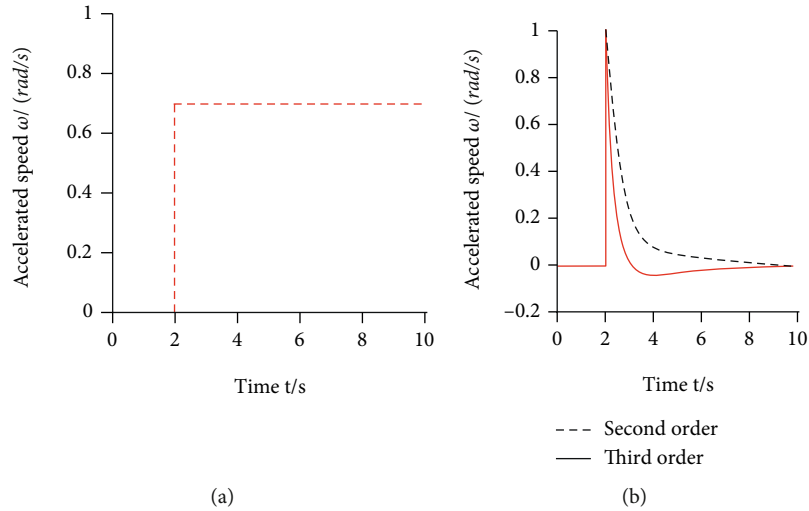 Accelerated speed ω/ (rad/s)
1
0.8
0.6
0.4
0.2
0
0 2 4 6 8 10
Time t/s
(a)
Accelerated speed ω/ (rad/s)
1
0.8
0.6
0.4
0.2
0
–0.2
0 2 4 6 8 10
Time t/s
Second order
Third order
(b)